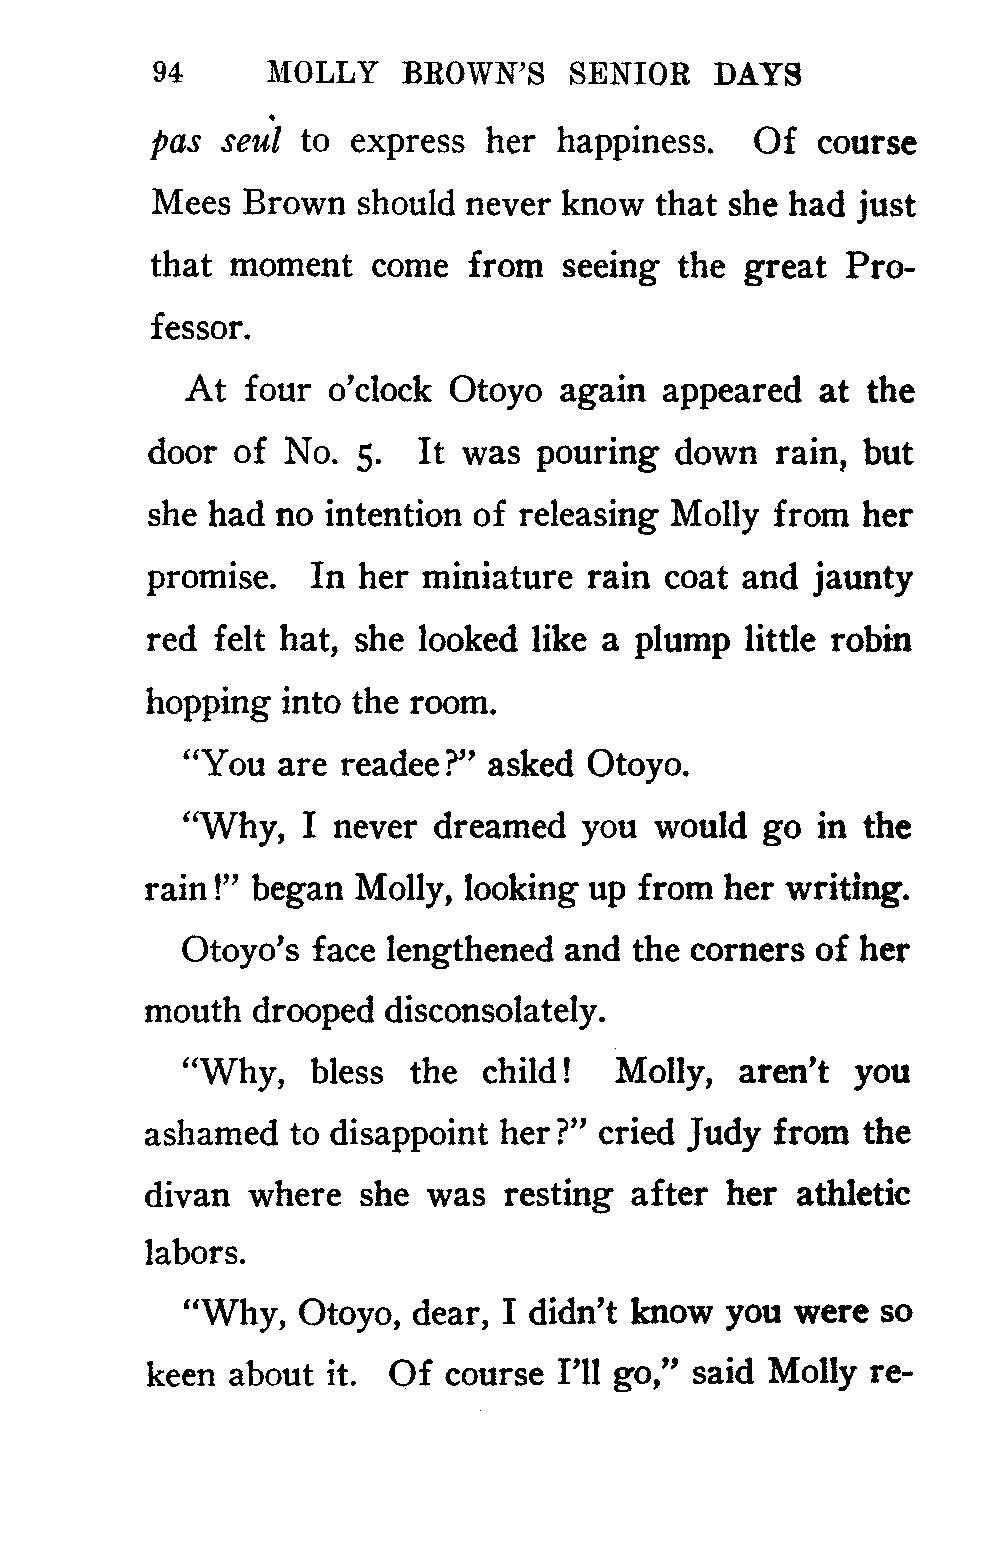 94 MOLLY BROWN'S SENIOR DAYS
pas seul to express her happiness. Of course
Mees Brown should never know that she had just
that moment come from seeing the great Pro-
fessor.
At four o'clock Otoyo again appeared at the
door of No. 5. It was pouring down rain, but
she had no intention of releasing Molly from her
promise. In her miniature rain coat and jaunty
red felt hat, she looked like a plump little robin
hopping into the room.
“You are readee?” asked Otoyo.
“Why, I never dreamed you would go in the
rain!” began Molly, looking up from her writing.
Otoyo's face lengthened and the corners of her
mouth drooped disconsolately.
“Why, bless the child! Molly, aren't you
ashamed to disappoint her?” cried Judy from the
divan where she was resting after her athletic
labors.
“Why, Otoyo, dear, I didn't know you were so
keen about it. Of course I'll go,” said Molly re-